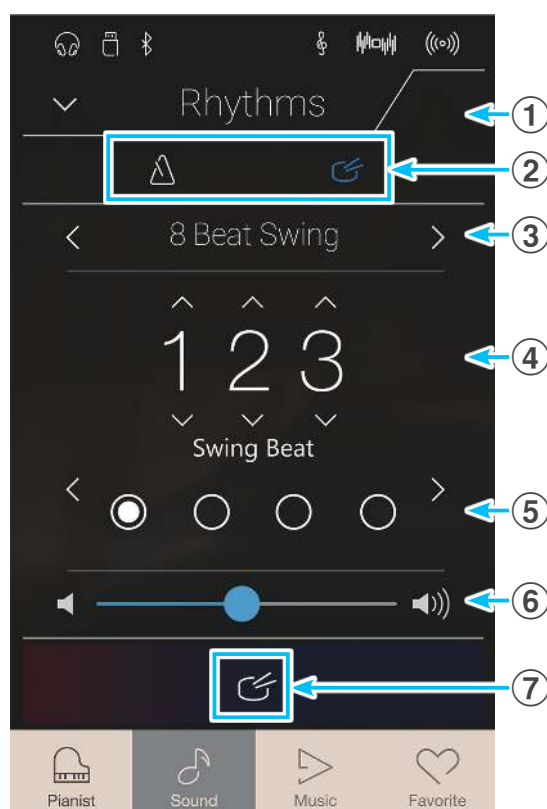 Rhythms
①
②
8 Beat Swing
③
1 2 3
④
Swing Beat
⑤
⑥
⑦
Pianist Sound Music Favorite